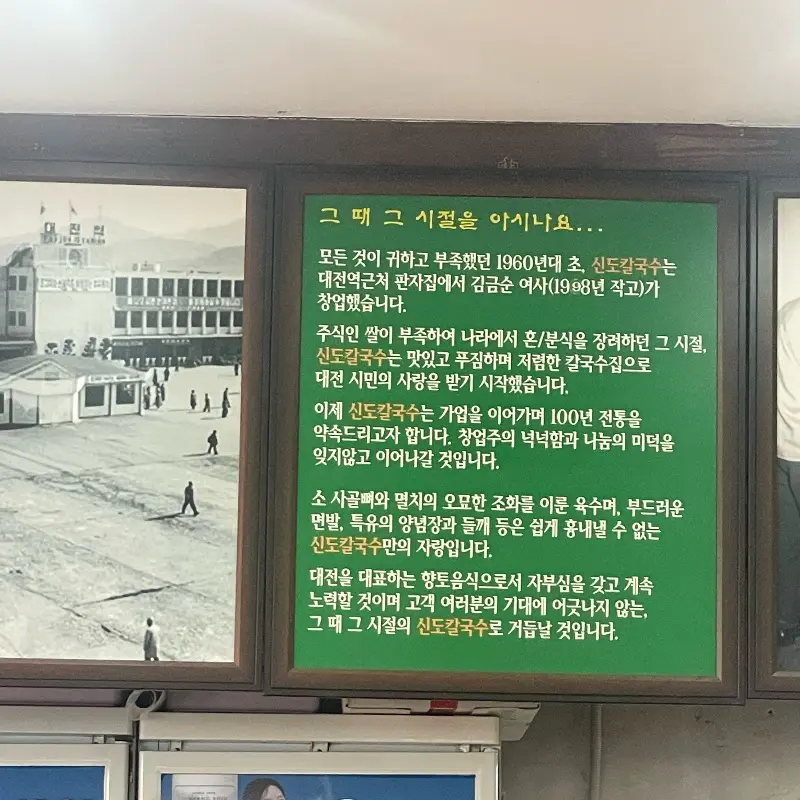 대전역
그 때 그 시절을 아시나요...
모든 것이 귀하고 부족했던 1960년대 초, 신도칼국수는
대전역근처 판자집에서 김금순 여사(1998년 작고)가
창업했습니다.
주식인 쌀이 부족하여 나라에서 혼/분식을 장려하던 그 시절,
신도칼국수는 맛있고 푸짐하며 저렴한 칼국수집으로
대전 시민의 사랑을 받기 시작했습니다.
이제 신도칼국수는 가업을 이어가며 100년 전통을
약속드리고자 합니다. 창업주의 넉넉함과 나눔의 미덕을
잊지않고 이어나갈 것입니다.
소 사골뼈와 멸치의 오묘한 조화를 이룬 육수며, 부드러운
면발, 특유의 양념장과 들깨 등은 쉽게 흉내낼 수 없는
신도칼국수만의 자랑입니다.
대전을 대표하는 향토음식으로서 자부심을 갖고 계속
노력할 것이며 고객 여러분의 기대에 어긋나지 않는,
그 때 그 시절의 신도칼국수로 거듭날 것입니다.